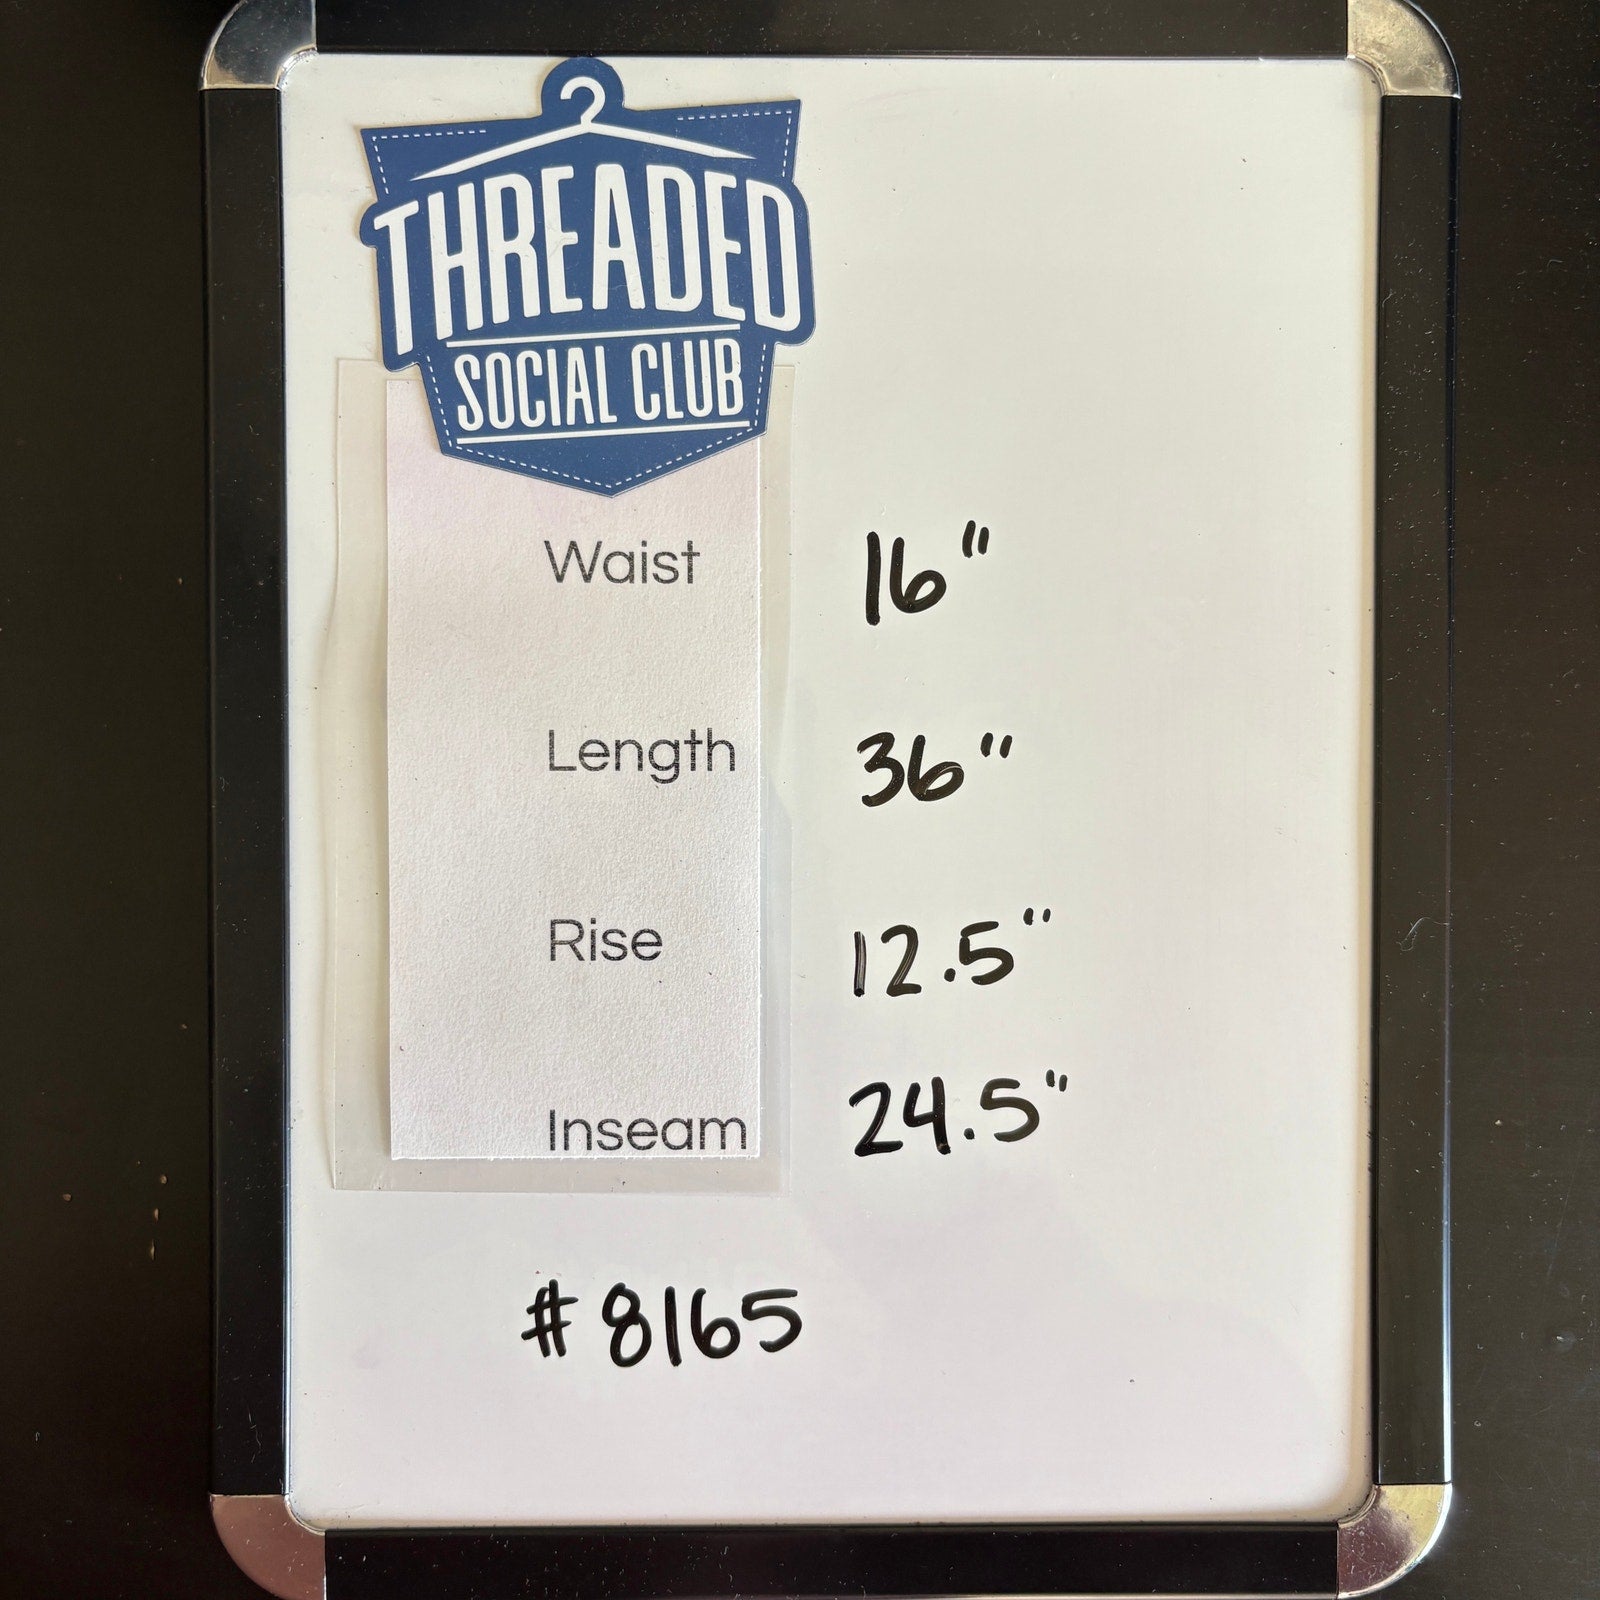 THREADED
SOCIAL CLUB
Waist 16"
Length 36"
Rise 12.5"
Inseam 24.5"
# 8165